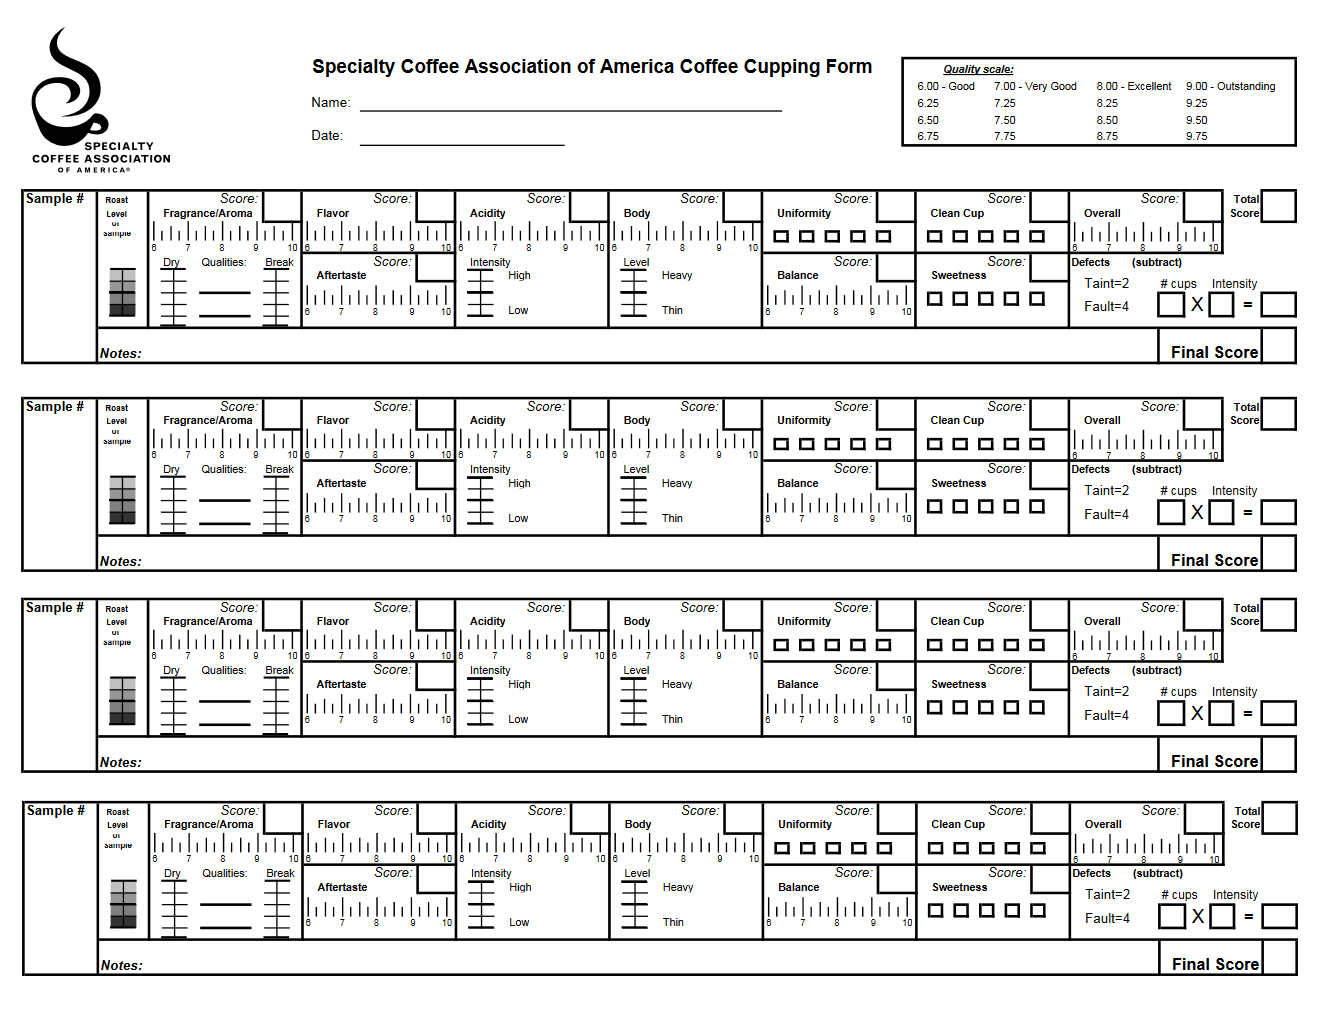 Specialty Coffee Association of America Coffee Cupping Form
Name:
Date:
SPECIALTY
COFFEE ASSOCIATION
OF AMERICA®
Quality scale:
6.00 - Good 7.00 - Very Good 8.00 - Excellent 9.00 - Outstanding
6.25 7.25 8.25 9.25
6.50 7.50 8.50 9.50
6.75 7.75 8.75 9.75
Sample # Roast Score: Score: Score: Score: Score: Score: Score: Total
Level Fragrance/Aroma Flavor Acidity Body Uniformity Clean Cup Overall Score
of
Sample
6 7 8 9 10 6 7 8 9 10 6 7 8 9 10 6 7 8 9 10 6 7 8 9 10
Dry Qualities: Break Score: Intensity Level Score: Score: Defects (subtract)
Aftertaste High Heavy Balance Sweetness
Taint=2 # cups Intensity
Fault=4 X =
6 7 8 9 10 Low Thin 6 7 8 9 10
Notes: Final Score
Sample # Roast Score: Score: Score: Score: Score: Score: Score: Total
Level Fragrance/Aroma Flavor Acidity Body Uniformity Clean Cup Overall Score
of
Sample
6 7 8 9 10 6 7 8 9 10 6 7 8 9 10 6 7 8 9 10 6 7 8 9 10
Dry Qualities: Break Score: Intensity Level Score: Score: Defects (subtract)
Aftertaste High Heavy Balance Sweetness
Taint=2 # cups Intensity
Fault=4 X =
6 7 8 9 10 Low Thin 6 7 8 9 10
Notes: Final Score
Sample # Roast Score: Score: Score: Score: Score: Score: Score: Total
Level Fragrance/Aroma Flavor Acidity Body Uniformity Clean Cup Overall Score
of
Sample
6 7 8 9 10 6 7 8 9 10 6 7 8 9 10 6 7 8 9 10 6 7 8 9 10
Dry Qualities: Break Score: Intensity Level Score: Score: Defects (subtract)
Aftertaste High Heavy Balance Sweetness
Taint=2 # cups Intensity
Fault=4 X =
6 7 8 9 10 Low Thin 6 7 8 9 10
Notes: Final Score
Sample # Roast Score: Score: Score: Score: Score: Score: Score: Total
Level Fragrance/Aroma Flavor Acidity Body Uniformity Clean Cup Overall Score
of
Sample
6 7 8 9 10 6 7 8 9 10 6 7 8 9 10 6 7 8 9 10 6 7 8 9 10
Dry Qualities: Break Score: Intensity Level Score: Score: Defects (subtract)
Aftertaste High Heavy Balance Sweetness
Taint=2 # cups Intensity
Fault=4 X =
6 7 8 9 10 Low Thin 6 7 8 9 10
Notes: Final Score